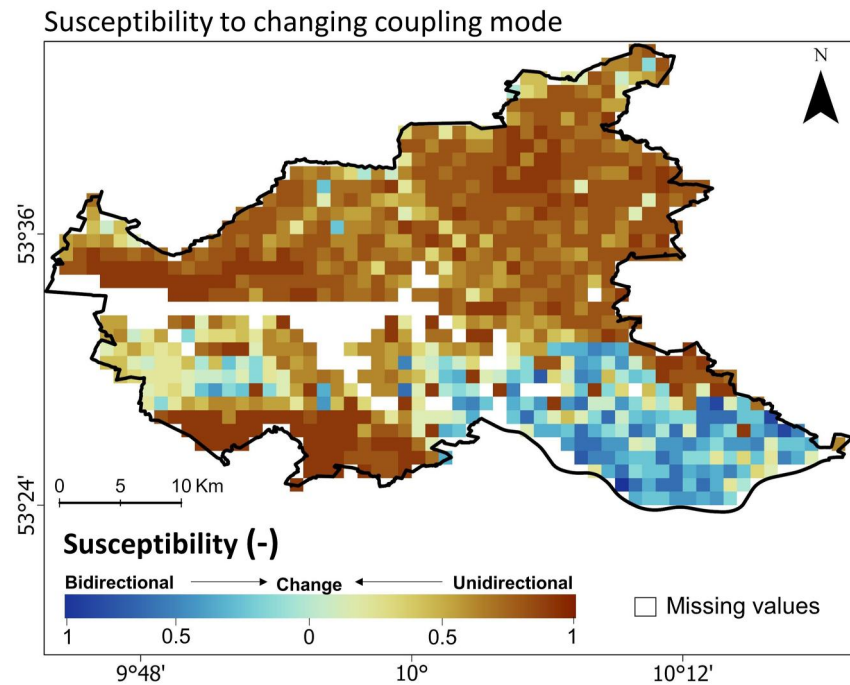 Susceptibility to changing coupling mode
N
53°36'
53°24'
0 5 10 Km
Susceptibility (-)
Bidirectional Change Unidirectional
1 0.5 0 0.5 1
Missing values
9°48' 10° 10°12'